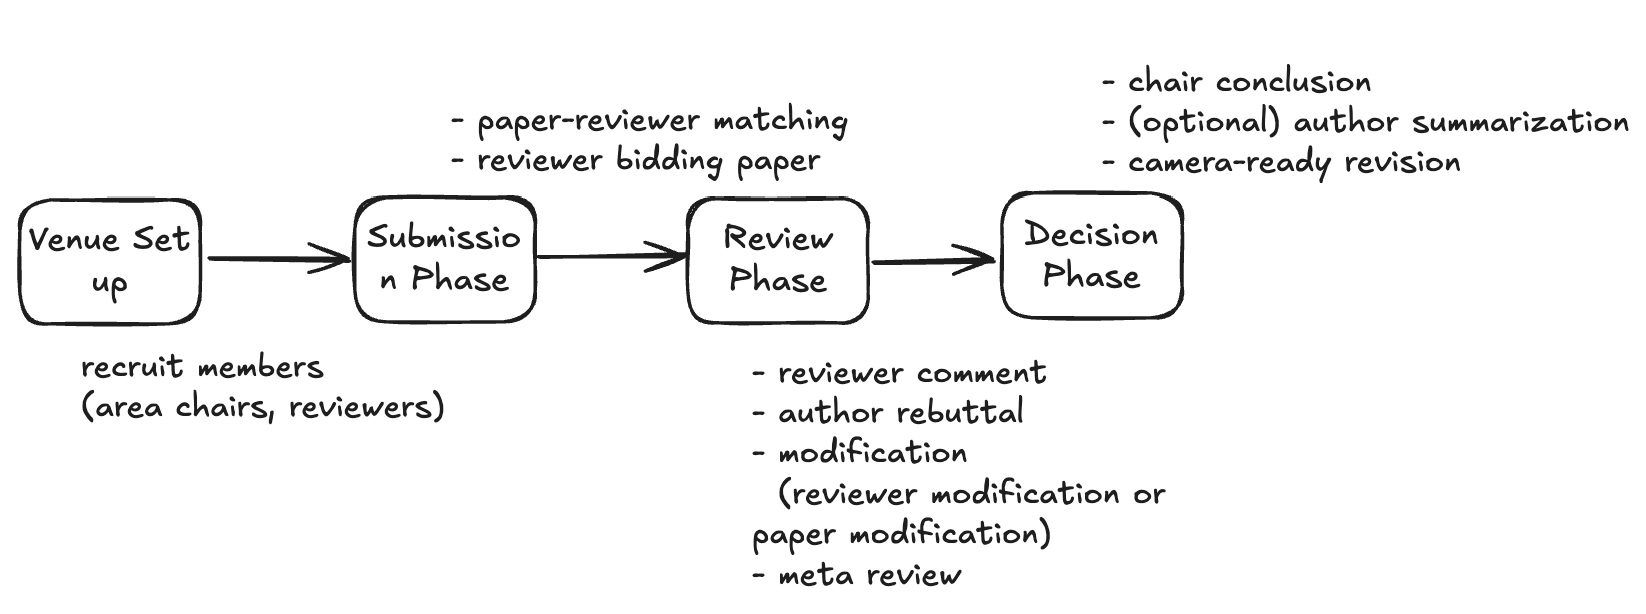 Venue Set
up
recruit members
(area chairs, reviewers)
Submissio
n Phase
- paper-reviewer matching
- reviewer bidding paper
Review
Phase
- reviewer comment
- author rebuttal
- modification
(reviewer modification or
paper modification)
- meta review
Decision
Phase
- chair conclusion
- (optional) author summarization
- camera-ready revision